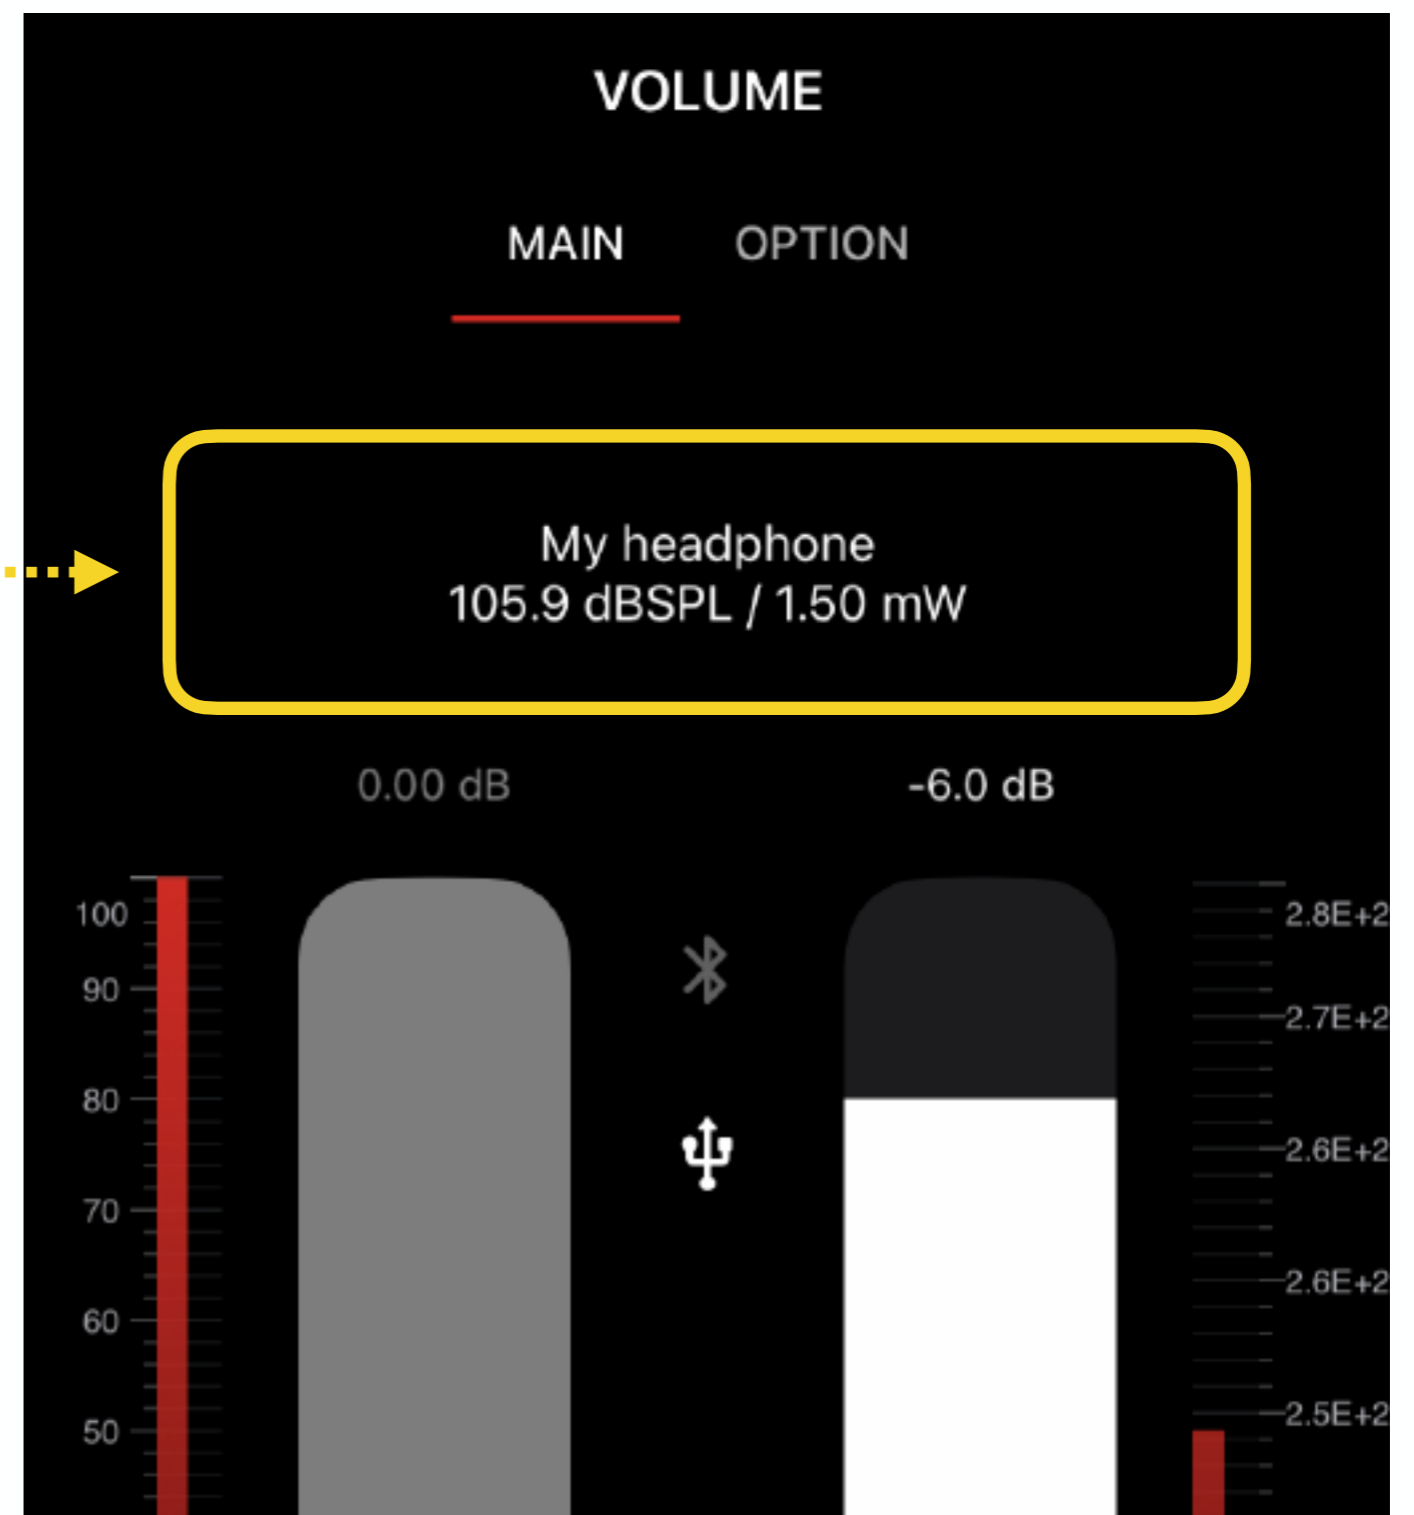 VOLUME
MAIN OPTION
My headphone
105.9 dBSPL / 1.50 mW
0.00 dB -6.0 dB
100 2.8E+2
90 2.7E+2
80 2.6E+2
70 2.6E+2
60 2.5E+2
50